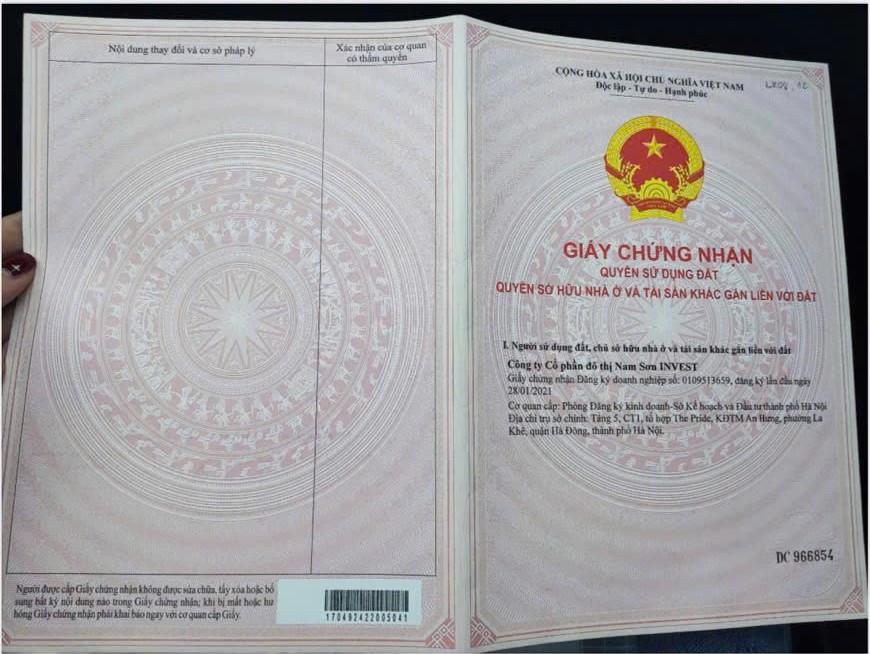 Nội dung thay đổi và cơ sở pháp lý
Xác nhận của cơ quan
có thẩm quyền
Người được cấp Giấy chứng nhận không được sửa chữa, tẩy xóa hoặc bổ
sung bất kỳ nội dung nào trong Giấy chứng nhận; khi bị mất hoặc hư
hỏng Giấy chứng nhận phải khai báo ngay với cơ quan cấp Giấy.
170492422005041
CỘNG HÒA XÃ HỘI CHỦ NGHĨA VIỆT NAM
Độc lập - Tự do - Hạnh phúc
GIẤY CHỨNG NHẬN
QUYỀN SỬ DỤNG ĐẤT
QUYỀN SỞ HỮU NHÀ Ở VÀ TÀI SẢN KHÁC GẮN LIỀN VỚI ĐẤT
I. Người sử dụng đất, chủ sở hữu nhà ở và tài sản khác gắn liền với đất
Công ty Cổ phần đô thị Nam Sơn INVEST
Giấy chứng nhận Đăng ký doanh nghiệp số: 0109513659, đăng ký lần đầu ngày
28/01/2021
Cơ quan cấp: Phòng Đăng ký kinh doanh-Sở Kế hoạch và Đầu tư thành phố Hà Nội
Địa chỉ trụ sở chính: Tầng 5, CT1, tổ hợp The Pride, KĐTM An Hưng, phường La
Khê, quận Hà Đông, thành phố Hà Nội.
DC 966854